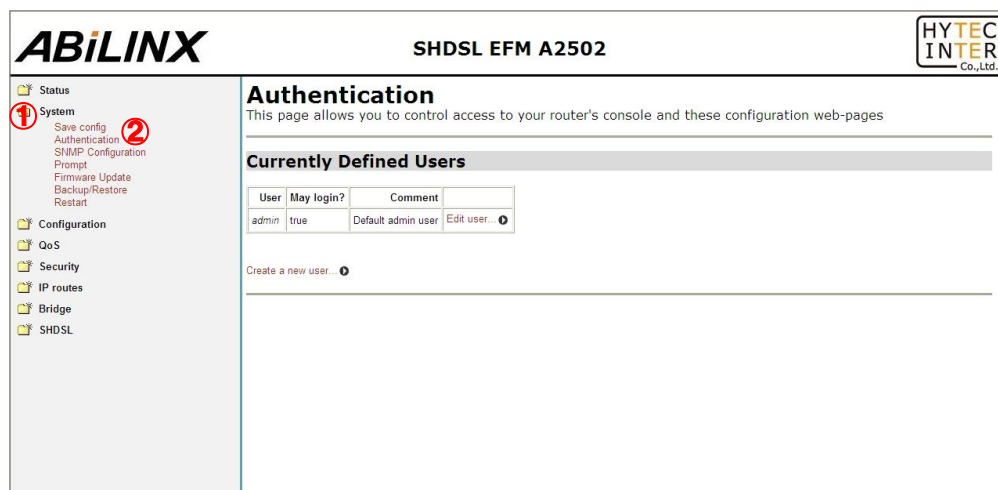 ABiLINX
SHDSL EFM A2502
HYTEC
INTER
Co.,Ltd.
Status
① System
Save config
Authentication ②
SNMP Configuration
Prompt
Firmware Update
Backup/Restore
Restart
Configuration
QoS
Security
IP routes
Bridge
SHDSL
Authentication
This page allows you to control access to your router's console and these configuration web-pages
Currently Defined Users
User May login? Comment
admin true Default admin user Edit user...
Create a new user...